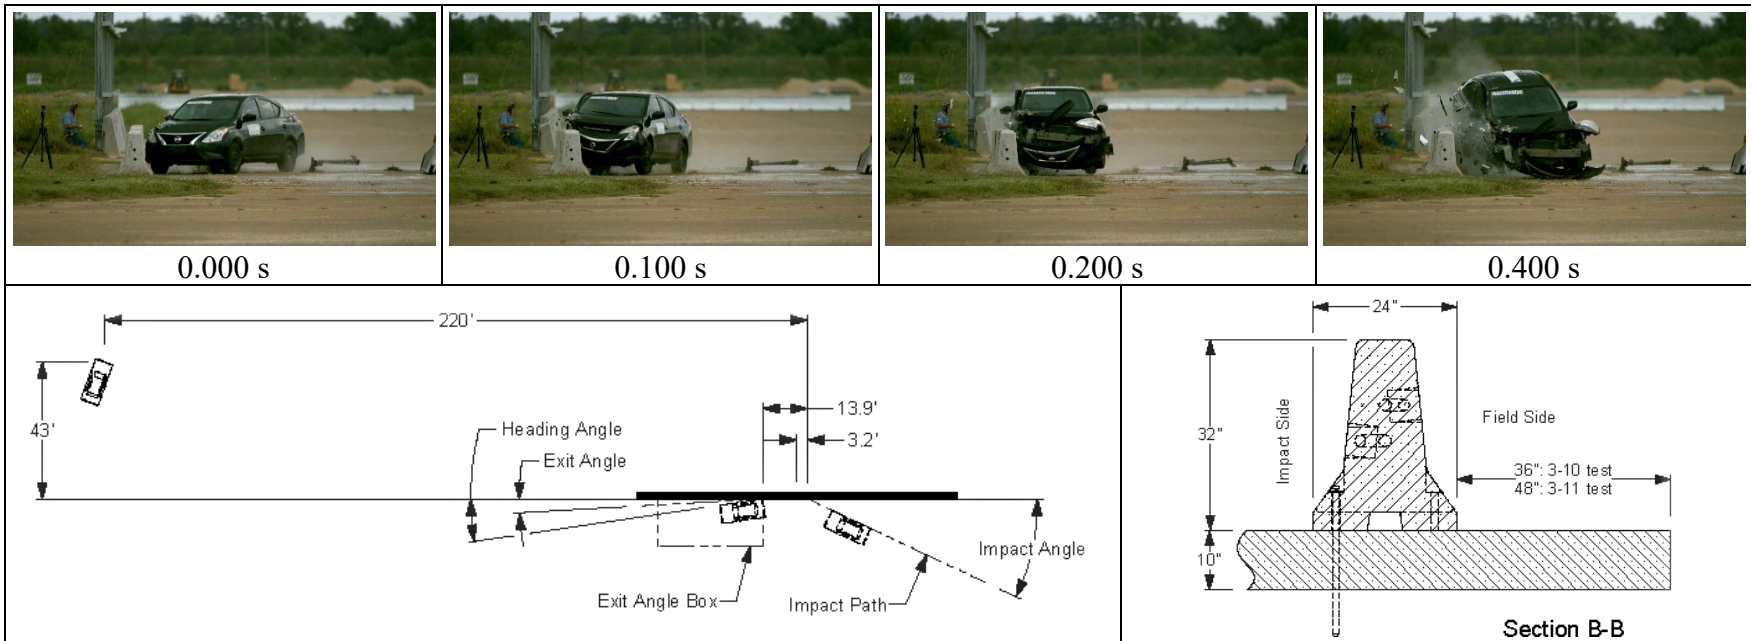 0.000 s
0.100 s
0.200 s
0.400 s
220'
43'
13.9'
3.2'
Heading Angle
Exit Angle
Impact Angle
Exit Angle Box
Impact Path
24"
32"
10"
Impact Side
Field Side
36": 3-10 test
48": 3-11 test
Section B-B